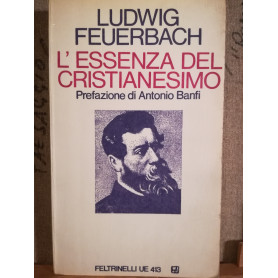 LUDWIG
FEUERBACH
L'ESSENZA DEL
CRISTIANESIMO
Prefazione di Antonio Banfi
FELTRINELLI UE 413